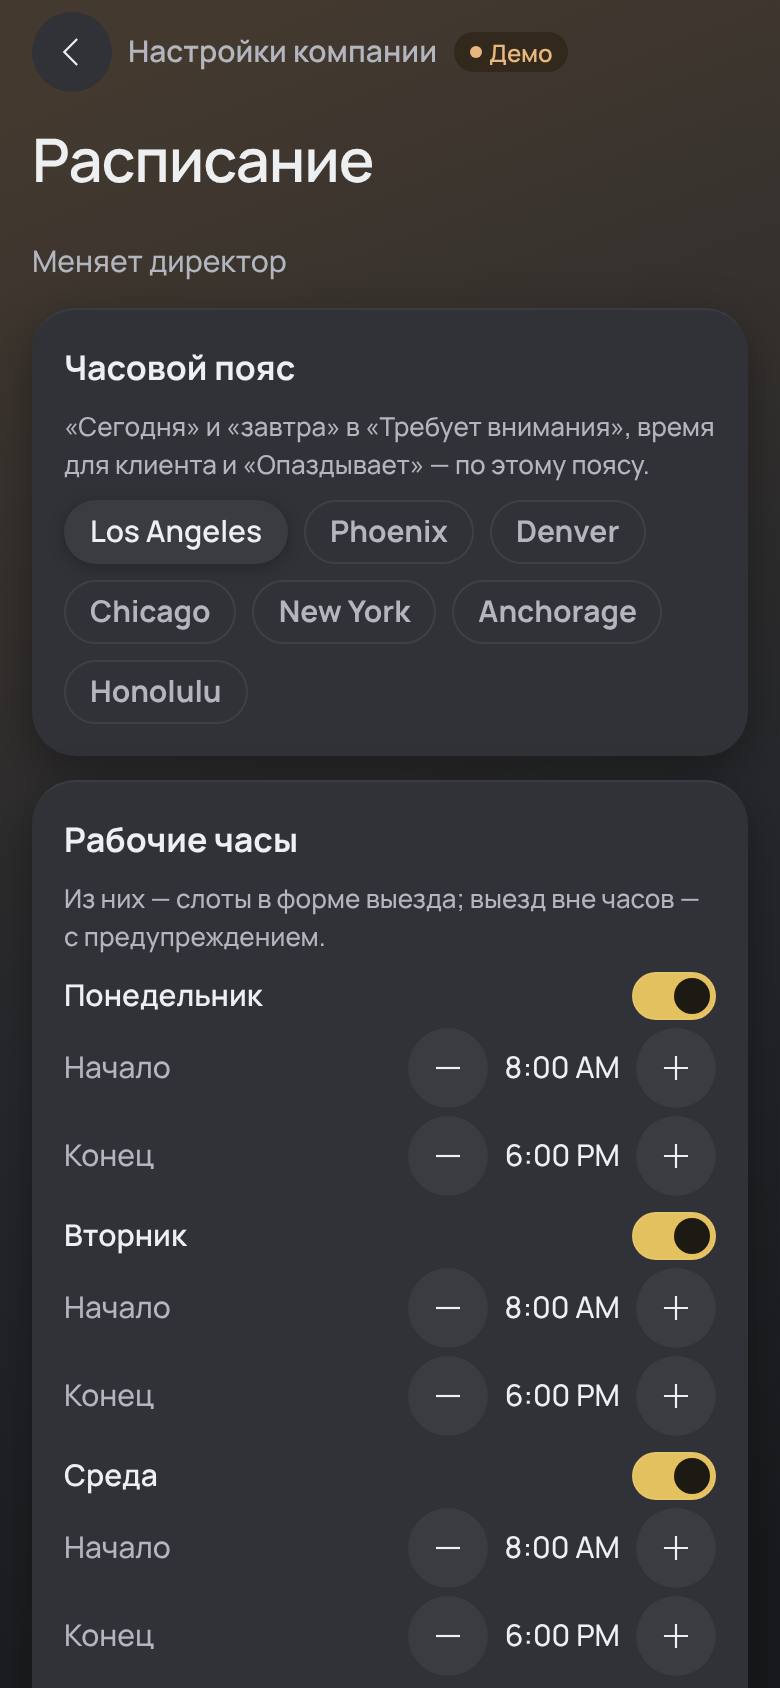 Настройки компании
Демо
Расписание
Меняет директор
Часовой пояс
«Сегодня» и «завтра» в «Требует внимания», время
для клиента и «Опаздывает» — по этому поясу.
Los Angeles
Phoenix
Denver
Chicago
New York
Anchorage
Honolulu
Рабочие часы
Из них — слоты в форме выезда; выезд вне часов —
с предупреждением.
Понедельник
Начало
8:00 AM
Конец
6:00 PM
Вторник
Начало
8:00 AM
Конец
6:00 PM
Среда
Начало
8:00 AM
Конец
6:00 PM